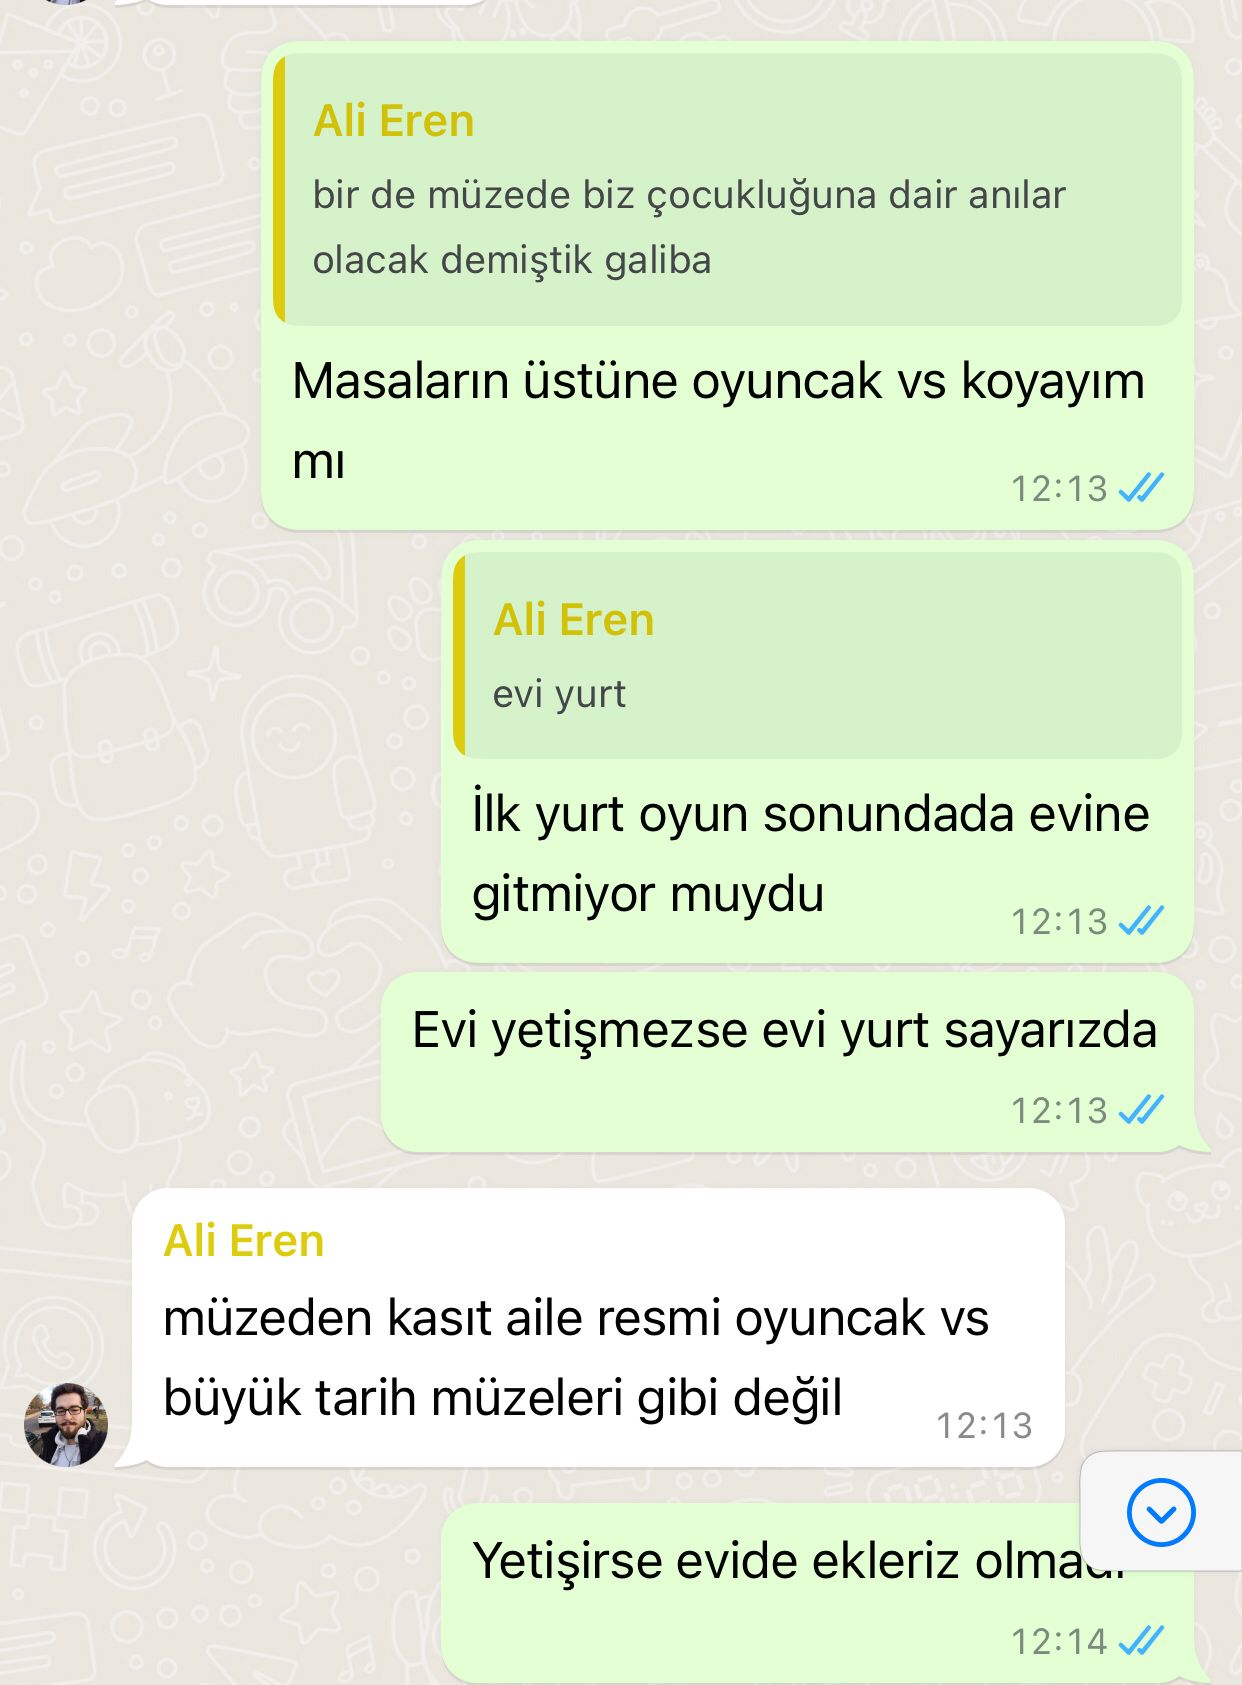 Ali Eren
bir de müzede biz çocukluğuna dair anılar
olacak demiştik galiba
Masaların üstüne oyuncak vs koyayım
mı
12:13
Ali Eren
evi yurt
İlk yurt oyun sonundada evine
gitmiyor muydu
12:13
Evi yetişmezse evi yurt sayarızda
12:13
Ali Eren
müzeden kasıt aile resmi oyuncak vs
büyük tarih müzeleri gibi değil
12:13
Yetişirse evide ekleriz
12:14